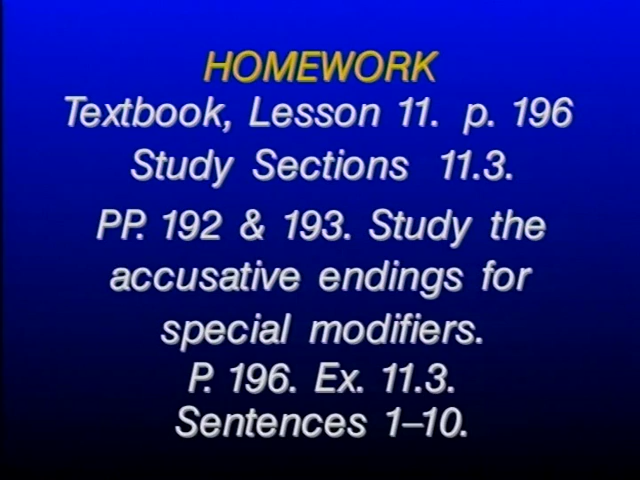 HOMEWORK
Textbook, Lesson 11. p. 196
Study Sections 11.3.
PP. 192 & 193. Study the
accusative endings for
special modifiers.
P. 196. Ex. 11.3.
Sentences 1–10.